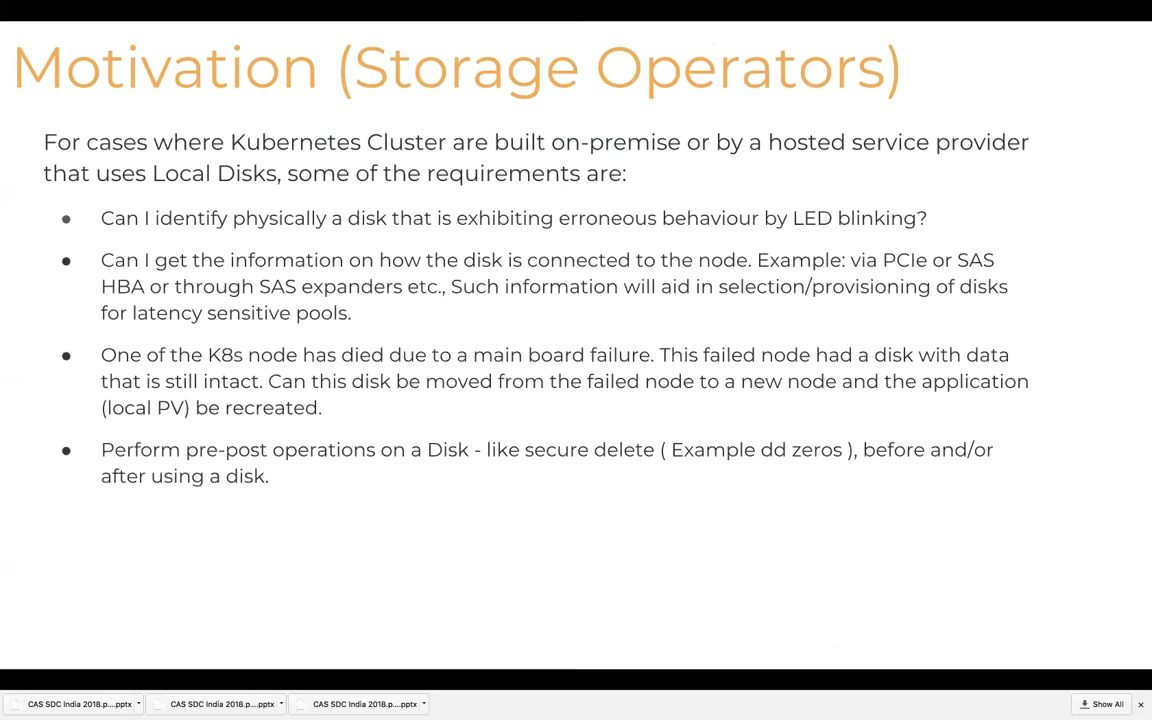 Motivation (Storage Operators)
For cases where Kubernetes Cluster are built on-premise or by a hosted service provider
that uses Local Disks, some of the requirements are:
● Can I identify physically a disk that is exhibiting erroneous behaviour by LED blinking?
● Can I get the information on how the disk is connected to the node. Example: via PCIe or SAS
HBA or through SAS expanders etc., Such information will aid in selection/provisioning of disks
for latency sensitive pools.
● One of the K8s node has died due to a main board failure. This failed node had a disk with data
that is still intact. Can this disk be moved from the failed node to a new node and the application
(local PV) be recreated.
● Perform pre-post operations on a Disk - like secure delete ( Example dd zeros ), before and/or
after using a disk.
CAS SDC India 2018.p....pptx CAS SDC India 2018.p....pptx CAS SDC India 2018.p....pptx Show All